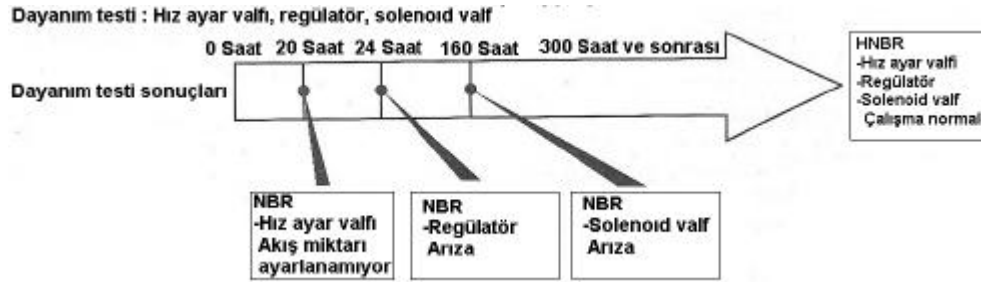 Dayanım testi : Hız ayar valfı, regülatör, solenoıd valf
0 Saat 20 Saat 24 Saat 160 Saat 300 Saat ve sonrası
Dayanım testi sonuçları
HNBR
-Hız ayar valfi
-Regülatör
-Solenoid valf
Çalışma normal
NBR
-Hız ayar valfı
Akış miktarı
ayarlanamıyor
NBR
-Regülatör
Arıza
NBR
-Solenoıd valf
Arıza